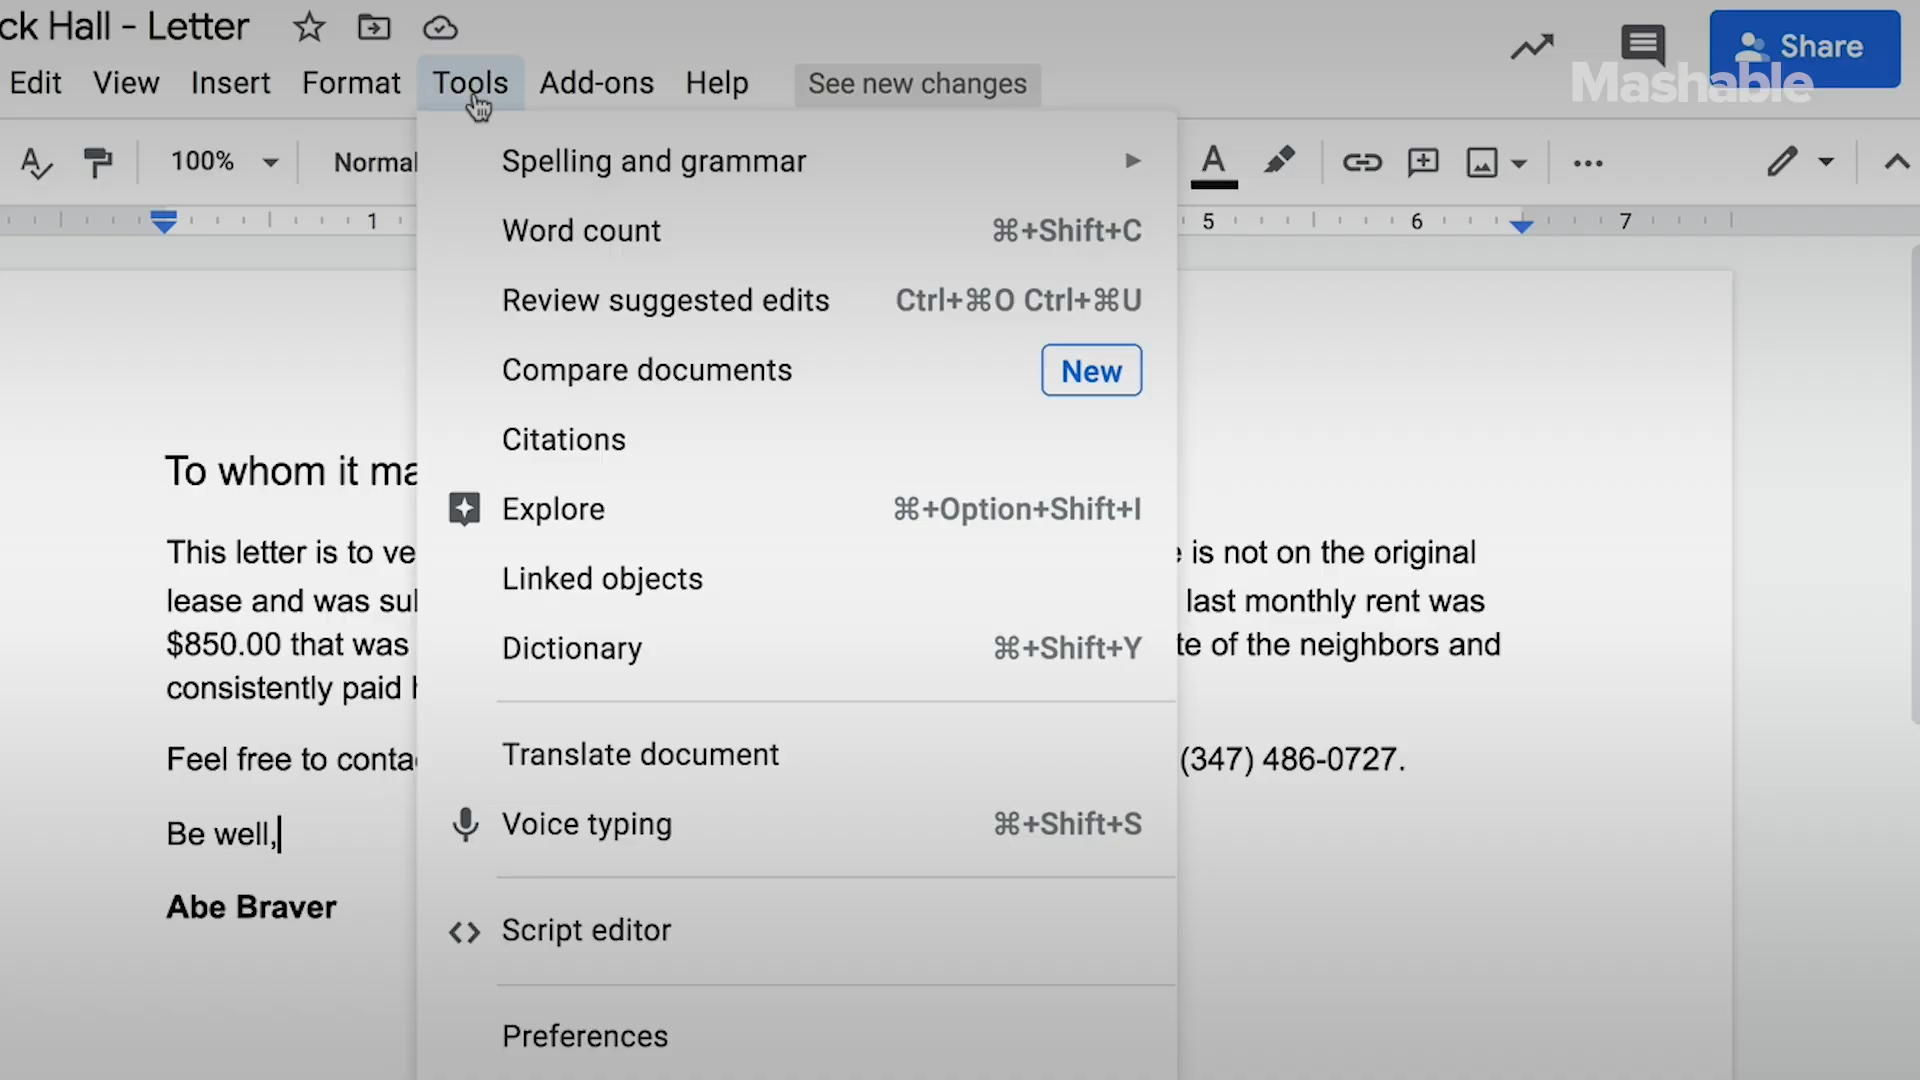 ck Hall - Letter
Share
Mashable
Edit View Insert Format Tools Add-ons Help See new changes
100% Normal
1 5 6 7
Spelling and grammar
Word count ⌘+Shift+C
Review suggested edits Ctrl+⌘O Ctrl+⌘U
Compare documents New
Citations
Explore ⌘+Option+Shift+I
Linked objects
Dictionary ⌘+Shift+Y
Translate document
Voice typing ⌘+Shift+S
Script editor
Preferences
To whom it ma
This letter is to ve e is not on the original
lease and was sul last monthly rent was
$850.00 that was te of the neighbors and
consistently paid
Feel free to conta (347) 486-0727.
Be well,
Abe Braver